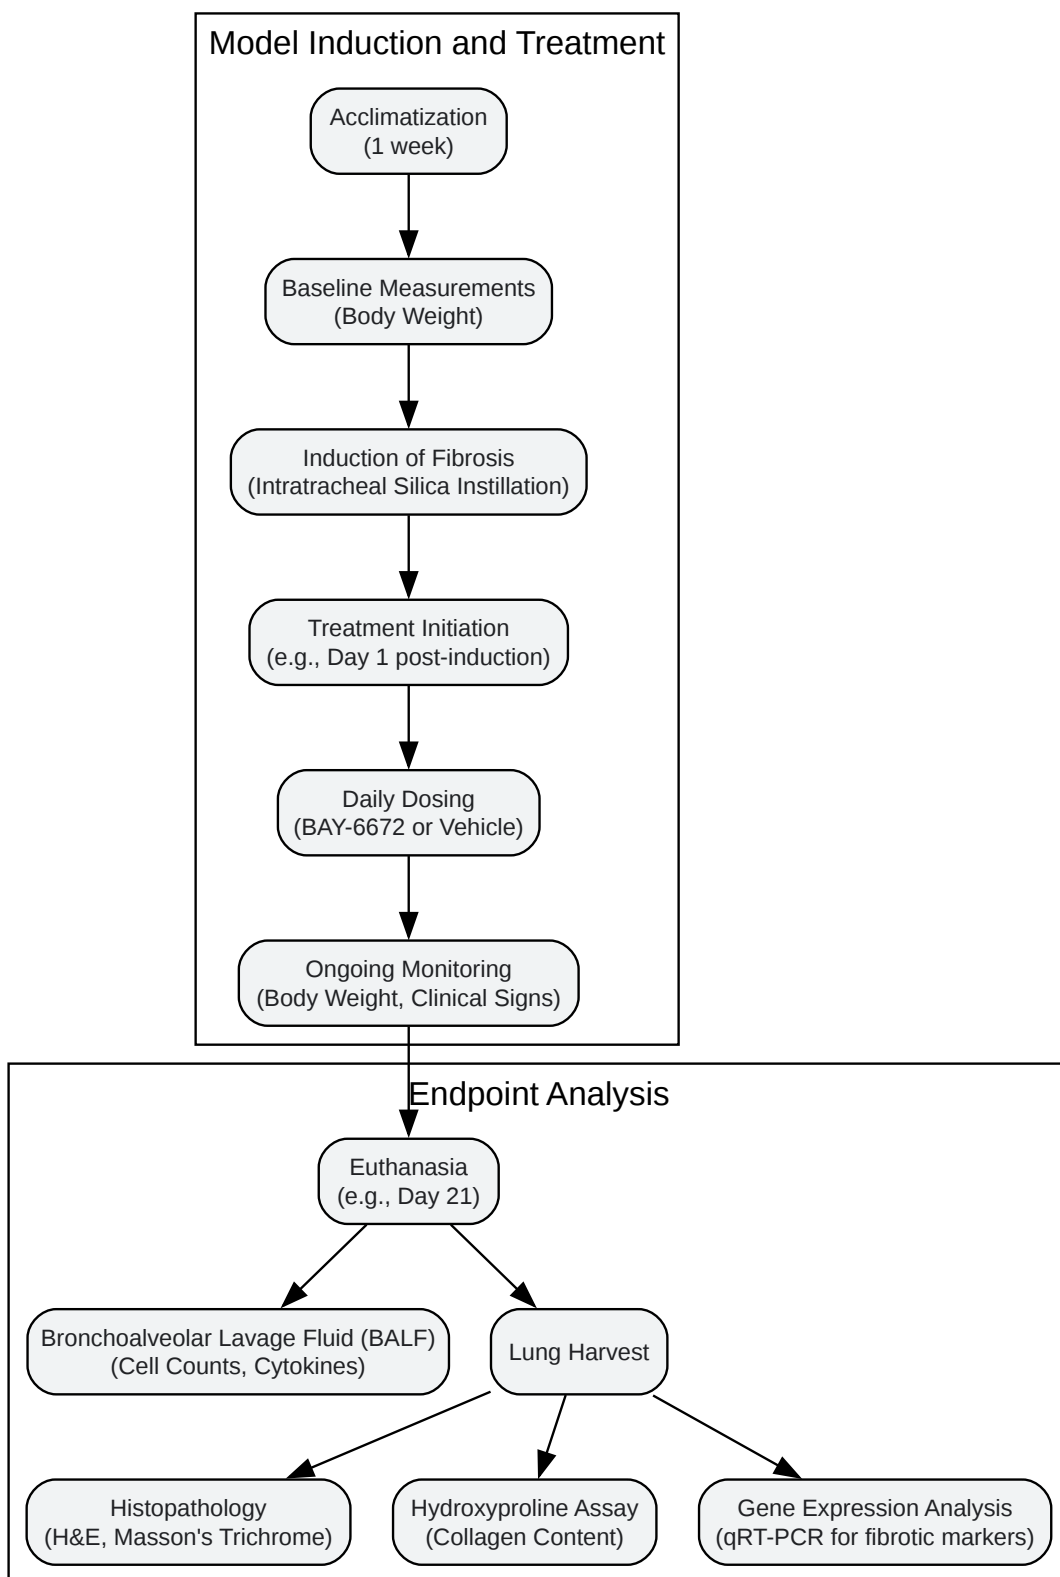 Model Induction and Treatment
Acclimatization
(1 week)
Baseline Measurements
(Body Weight)
Induction of Fibrosis
(Intratracheal Silica Instillation)
Treatment Initiation
(e.g., Day 1 post-induction)
Daily Dosing
(BAY-6672 or Vehicle)
Ongoing Monitoring
(Body Weight, Clinical Signs)
Endpoint Analysis
Euthanasia
(e.g., Day 21)
Bronchoalveolar Lavage Fluid (BALF)
(Cell Counts, Cytokines)
Lung Harvest
Histopathology
(H&E, Masson's Trichrome)
Hydroxyproline Assay
(Collagen Content)
Gene Expression Analysis
(qRT-PCR for fibrotic markers)